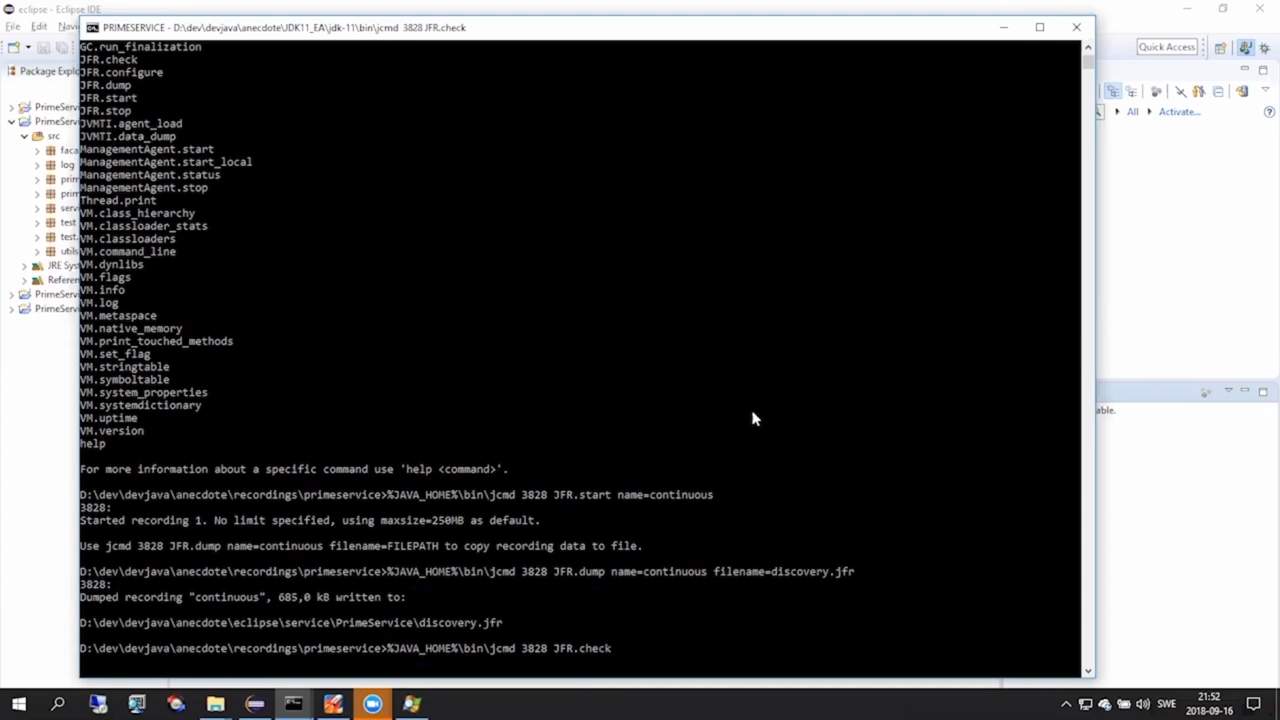 eclipse - Eclipse IDE
File Edit Navi
Quick Access
Package Explo
PrimeServ
PrimeServ
src
faca
log
prim
prim
serv
test
test.
utils
JRE Sys
Referen
PrimeServ
PrimeServ
PRIMESERVICE - D:\dev\devjava\anecdote\JDK11_EA\jdk-11\bin\jcmd 3828 JFR.check
GC.run_finalization
JFR.check
JFR.configure
JFR.dump
JFR.start
JFR.stop
JVMTI.agent_load
JVMTI.data_dump
ManagementAgent.start
ManagementAgent.start_local
ManagementAgent.status
ManagementAgent.stop
Thread.print
VM.class_hierarchy
VM.classloader_stats
VM.classloaders
VM.command_line
VM.dynlibs
VM.flags
VM.info
VM.log
VM.metaspace
VM.native_memory
VM.print_touched_methods
VM.set_flag
VM.stringtable
VM.symboltable
VM.system_properties
VM.systemdictionary
VM.uptime
VM.version
help
For more information about a specific command use 'help <command>'.
D:\dev\devjava\anecdote\recordings\primeservice>%JAVA_HOME%\bin\jcmd 3828 JFR.start name=continuous
3828:
Started recording 1. No limit specified, using maxsize=250MB as default.
Use jcmd 3828 JFR.dump name=continuous filename=FILEPATH to copy recording data to file.
D:\dev\devjava\anecdote\recordings\primeservice>%JAVA_HOME%\bin\jcmd 3828 JFR.dump name=continuous filename=discovery.jfr
3828:
Dumped recording "continuous", 685,0 kB written to:
D:\dev\devjava\anecdote\eclipse\service\PrimeService\discovery.jfr
D:\dev\devjava\anecdote\recordings\primeservice>%JAVA_HOME%\bin\jcmd 3828 JFR.check
All Activate...
able.
SWE
21:52
2018-09-16